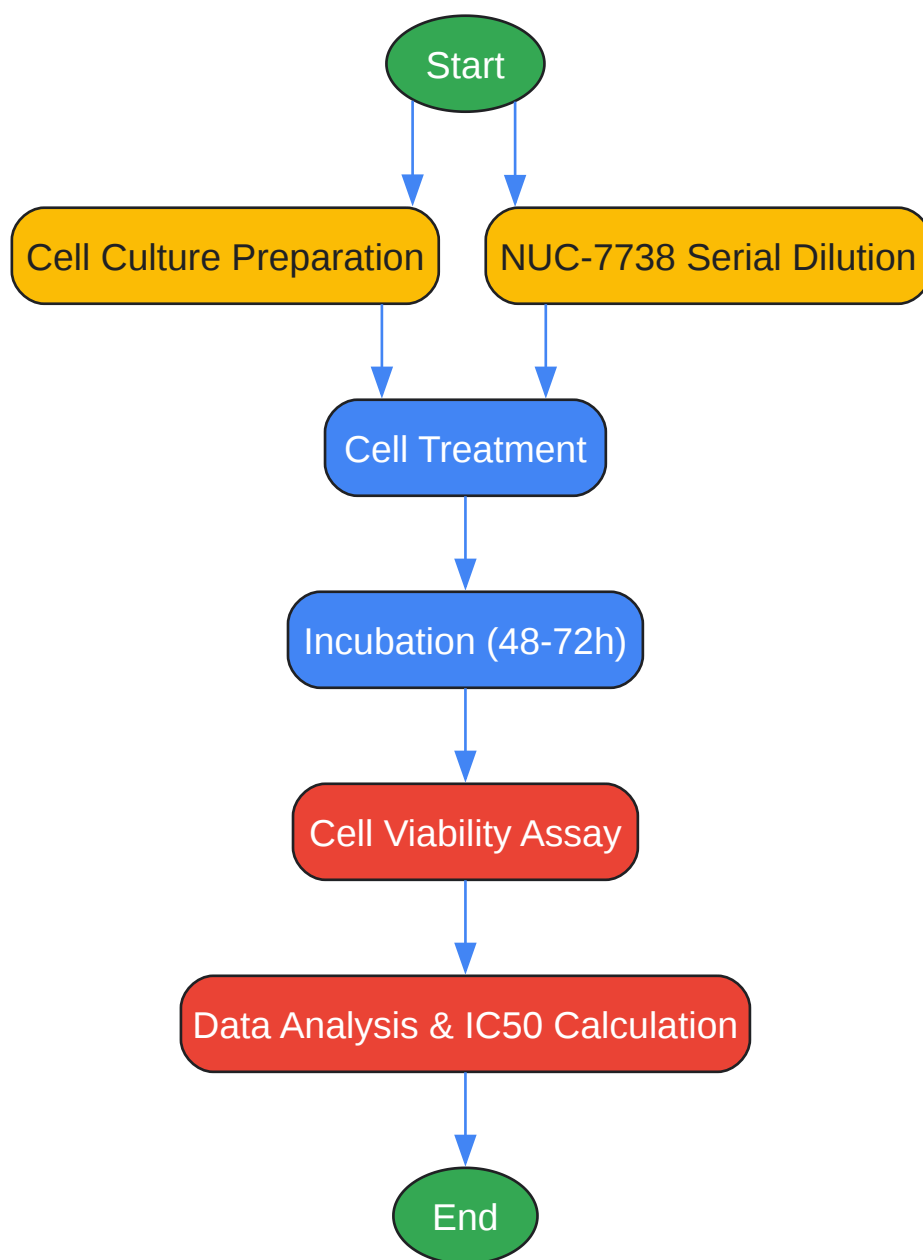 Start
Cell Culture Preparation
NUC-7738 Serial Dilution
Cell Treatment
Incubation (48-72h)
Cell Viability Assay
Data Analysis & IC50 Calculation
End